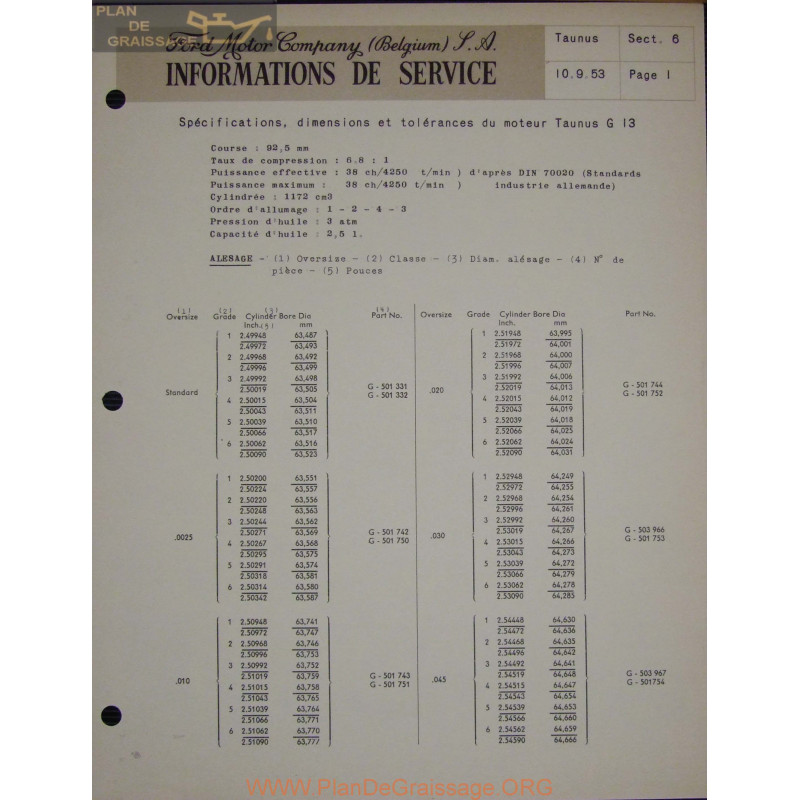 PLAN
DE
GRAISSAGE
Ford Motor Company (Belgium) S. A.
INFORMATIONS DE SERVICE
Taunus
Sect. 6
10.9.53
Page 1
Spécifications, dimensions et tolérances du moteur Taunus G 13
Course : 92,5 mm
Taux de compression : 6.8 : 1
Puissance effective : 38 ch/4250 t/min ) d'après DIN 70020 (Standards
Puissance maximum : 38 ch/4250 t/min ) industrie allemande)
Cylindrée : 1172 cm3
Ordre d'allumage : 1 - 2 - 4 - 3
Pression d'huile : 3 atm
Capacité d'huile : 2,5 l.
ALESAGE - (1) Oversize - (2) Classe - (3) Diam. alésage - (4) N° de
pièce - (5) Pouces
(1) (2) (3) (4)
Oversize Grade Cylinder Bore Dia Part No. Oversize Grade Cylinder Bore Dia Part No.
Inch.(5) mm Inch. mm
Standard
1 2.49948 63,487
2.49972 63,493
2 2.49968 63,492
2.49996 63,499
3 2.49992 63,498
2.50019 63,505
4 2.50015 63,504
2.50043 63,511
5 2.50039 63,510
2.50066 63,517
6 2.50062 63,516
2.50090 63,523
G - 501 331
G - 501 332
.020
1 2.51948 63,995
2.51972 64,001
2 2.51968 64,000
2.51996 64,007
3 2.51992 64,006
2.52019 64,013
4 2.52015 64,012
2.52043 64,019
5 2.52039 64,018
2.52066 64,025
6 2.52062 64,024
2.52090 64,031
G - 501 744
G - 501 752
.0025
1 2.50200 63,551
2.50224 63,557
2 2.50220 63,556
2.50248 63,563
3 2.50244 63,562
2.50271 63,569
4 2.50267 63,568
2.50295 63,575
5 2.50291 63,574
2.50318 63,581
6 2.50314 63,580
2.50342 63,587
G - 501 742
G - 501 750
.030
1 2.52948 64,249
2.52972 64,255
2 2.52968 64,254
2.52996 64,261
3 2.52992 64,260
2.53019 64,267
4 2.53015 64,266
2.53043 64,273
5 2.53039 64,272
2.53066 64,279
6 2.53062 64,278
2.53090 64,285
G - 503 966
G - 501 753
.010
1 2.50948 63,741
2.50972 63,747
2 2.50968 63,746
2.50996 63,753
3 2.50992 63,752
2.51019 63,759
4 2.51015 63,758
2.51043 63,765
5 2.51039 63,764
2.51066 63,771
6 2.51062 63,770
2.51090 63,777
G - 501 743
G - 501 751
.045
1 2.54448 64,630
2.54472 64,636
2 2.54468 64,635
2.54496 64,642
3 2.54492 64,641
2.54519 64,648
4 2.54515 64,647
2.54543 64,654
5 2.54539 64,653
2.54566 64,660
6 2.54562 64,659
2.54590 64,666
G - 503 967
G - 501754
www.PlanDeGraissage.ORG